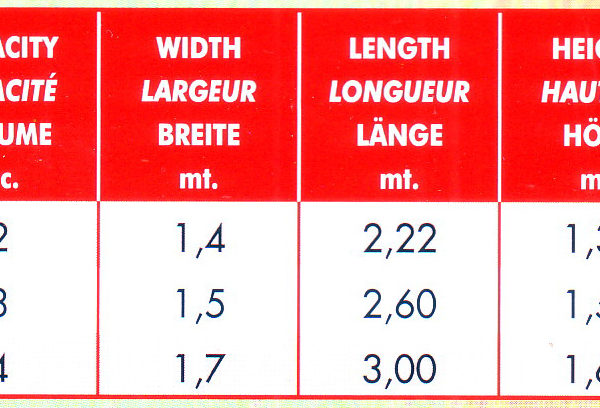 ACITY WIDTH LENGTH HEIG
ACITÉ LARGEUR LONGUEUR HAUT
UME BREITE LÄNGE HÖ
c. mt. mt. m
2 1,4 2,22 1,3
3 1,5 2,60 1,5
4 1,7 3,00 1,6